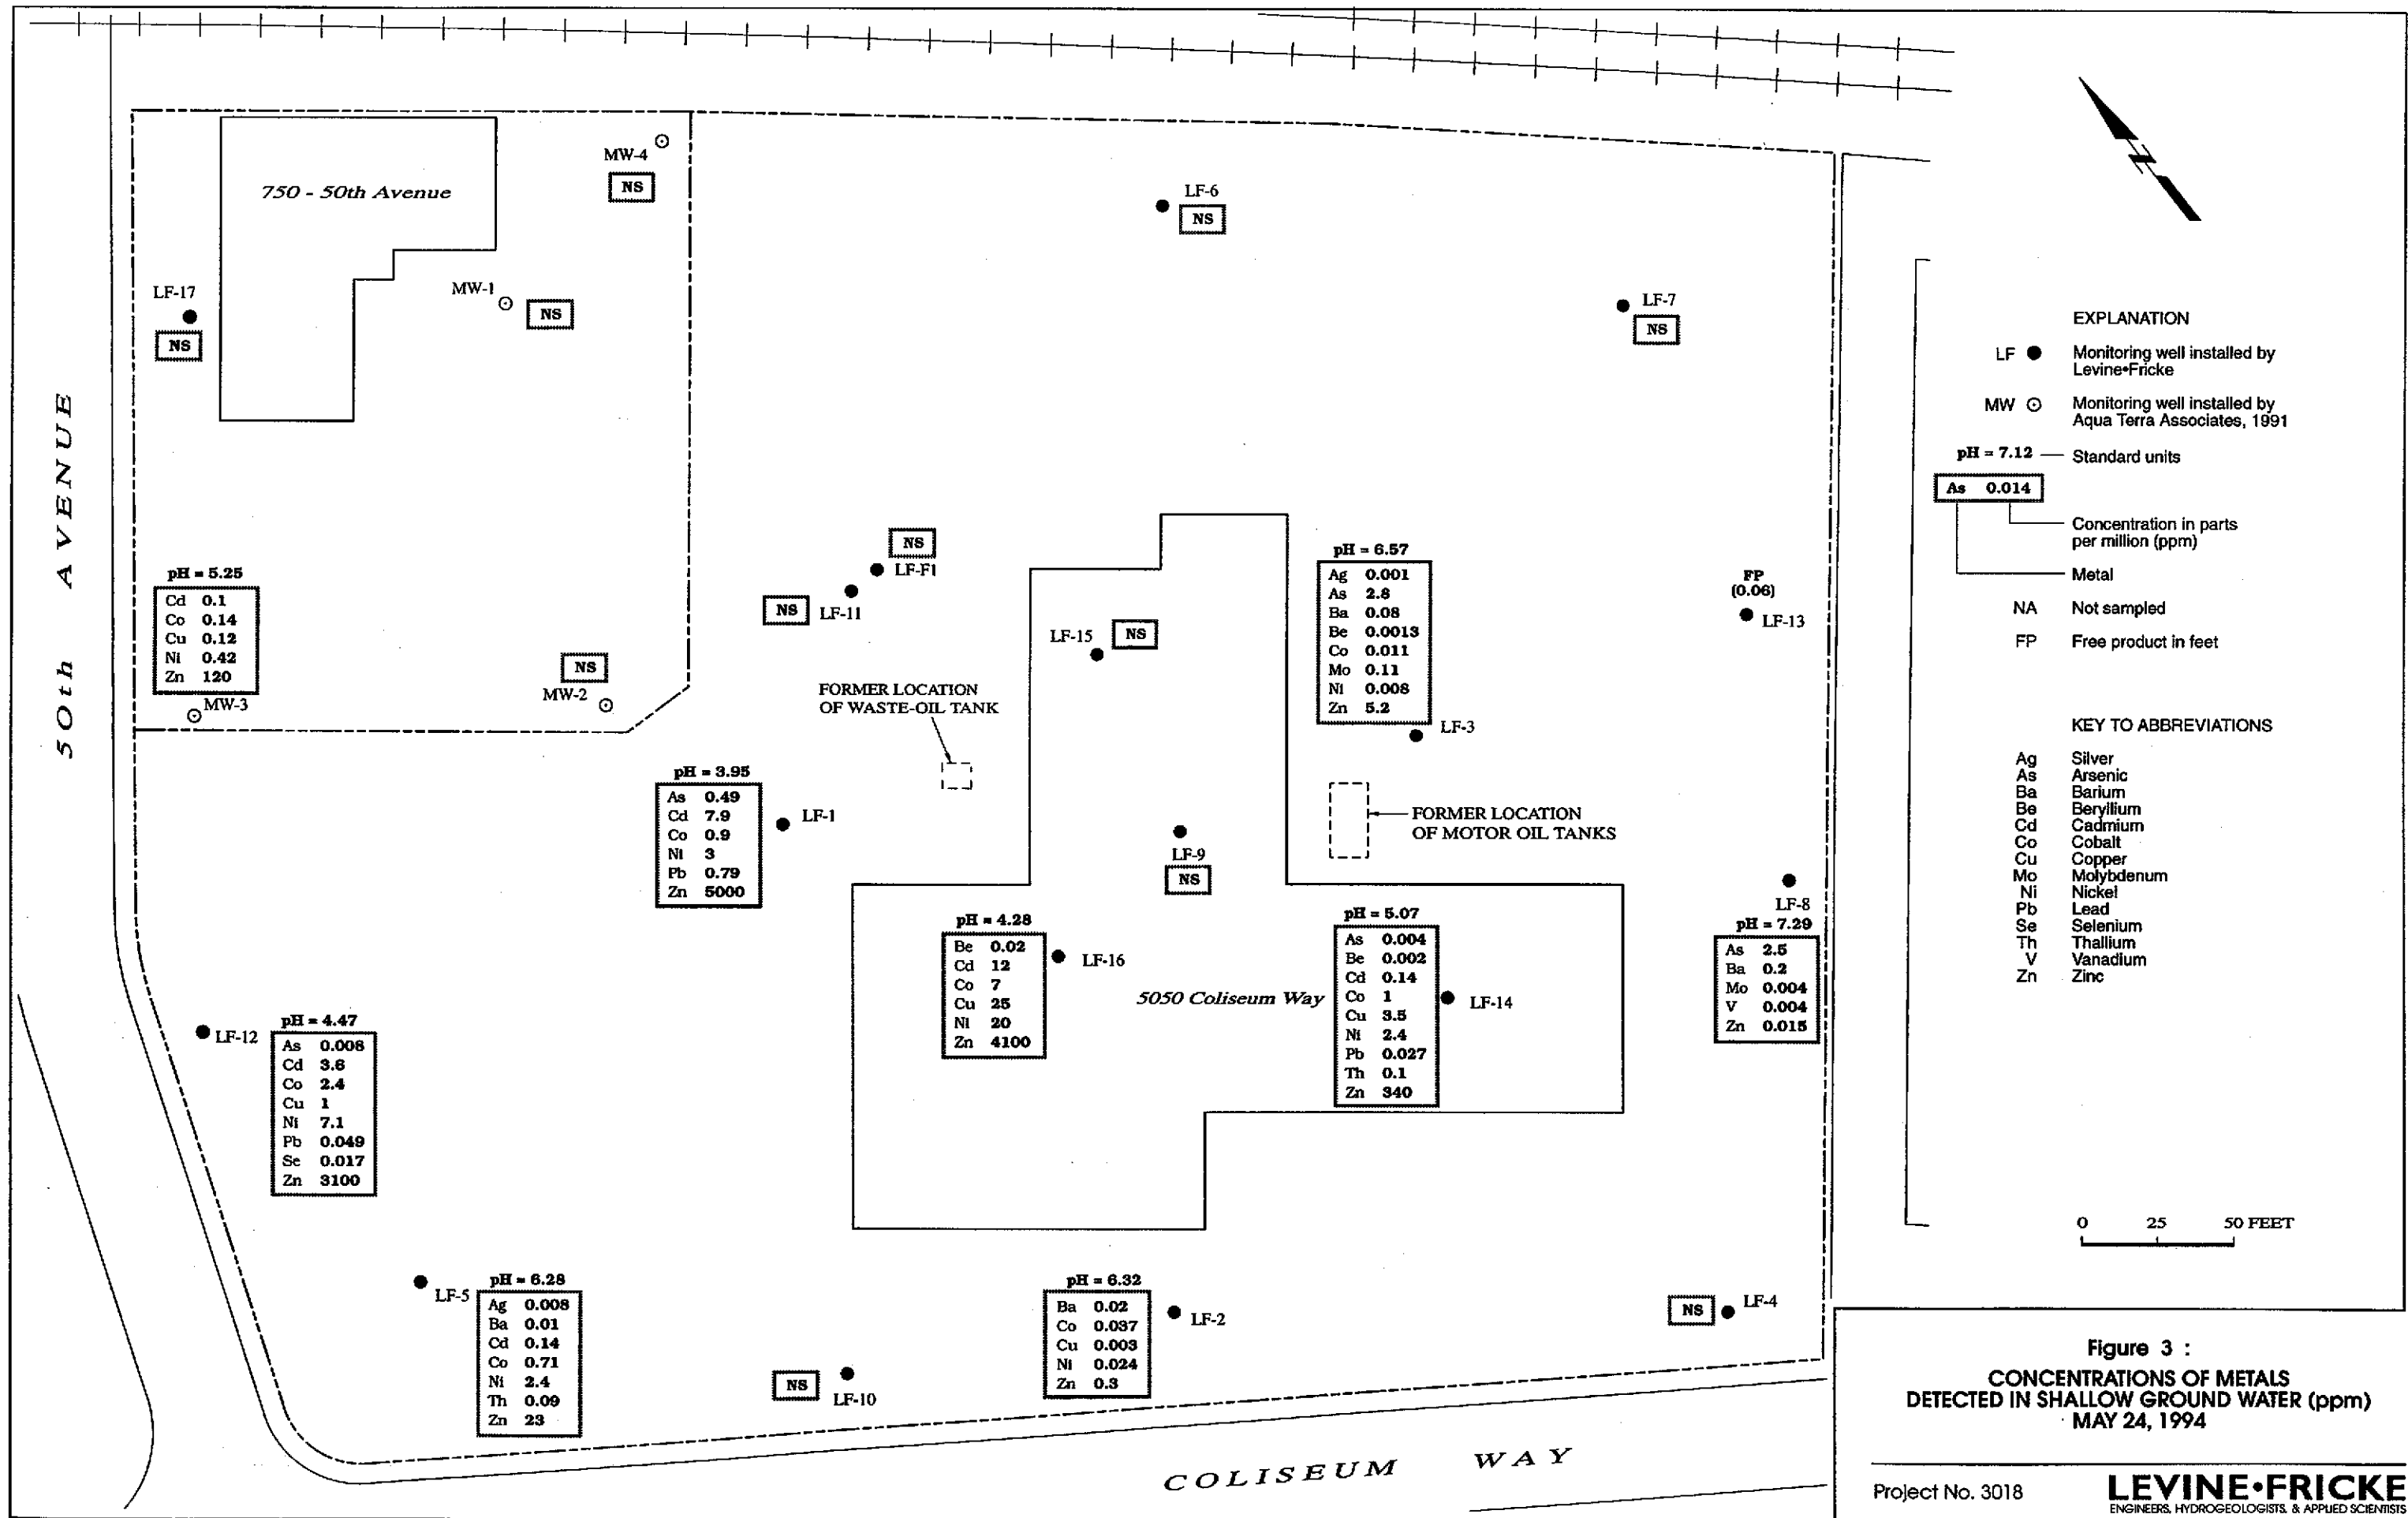 MW-4
NS
750 - 50th Avenue
LF-6
NS
LF-17
NS
MW-1
NS
LF-7
NS
50th AVENUE
pH = 5.25
Cd 0.1
Co 0.14
Cu 0.12
Ni 0.42
Zn 120
MW-3
NS
MW-2
NS
LF-F1
NS
LF-11
LF-15
NS
FORMER LOCATION
OF WASTE-OIL TANK
pH = 6.57
Ag 0.001
As 2.8
Ba 0.08
Be 0.0013
Co 0.011
Mo 0.11
Ni 0.008
Zn 5.2
LF-3
FP
(0.06)
LF-13
pH = 3.95
As 0.49
Cd 7.9
Co 0.9
Ni 3
Pb 0.79
Zn 5000
LF-1
FORMER LOCATION
OF MOTOR OIL TANKS
LF-9
NS
LF-8
pH = 7.29
As 2.5
Ba 0.2
Mo 0.004
V 0.004
Zn 0.015
pH = 4.28
Be 0.02
Cd 12
Co 7
Cu 25
Ni 20
Zn 4100
LF-16
5050 Coliseum Way
pH = 5.07
As 0.004
Be 0.002
Cd 0.14
Co 1
Cu 3.5
Ni 2.4
Pb 0.027
Th 0.1
Zn 340
LF-14
LF-12
pH = 4.47
As 0.008
Cd 3.6
Co 2.4
Cu 1
Ni 7.1
Pb 0.049
Se 0.017
Zn 3100
LF-5
pH = 6.28
Ag 0.008
Ba 0.01
Cd 0.14
Co 0.71
Ni 2.4
Th 0.09
Zn 23
NS
LF-10
pH = 6.32
Ba 0.02
Co 0.037
Cu 0.003
Ni 0.024
Zn 0.3
LF-2
NS
LF-4
COLISEUM WAY
EXPLANATION
LF Monitoring well installed by
Levine•Fricke
MW Monitoring well installed by
Aqua Terra Associates, 1991
pH = 7.12 Standard units
As 0.014
Concentration in parts
per million (ppm)
Metal
NA Not sampled
FP Free product in feet
KEY TO ABBREVIATIONS
Ag Silver
As Arsenic
Ba Barium
Be Beryllium
Cd Cadmium
Co Cobalt
Cu Copper
Mo Molybdenum
Ni Nickel
Pb Lead
Se Selenium
Th Thallium
V Vanadium
Zn Zinc
0 25 50 FEET
Figure 3 :
CONCENTRATIONS OF METALS
DETECTED IN SHALLOW GROUND WATER (ppm)
MAY 24, 1994
Project No. 3018
LEVINE•FRICKE
ENGINEERS, HYDROGEOLOGISTS, & APPLIED SCIENTISTS